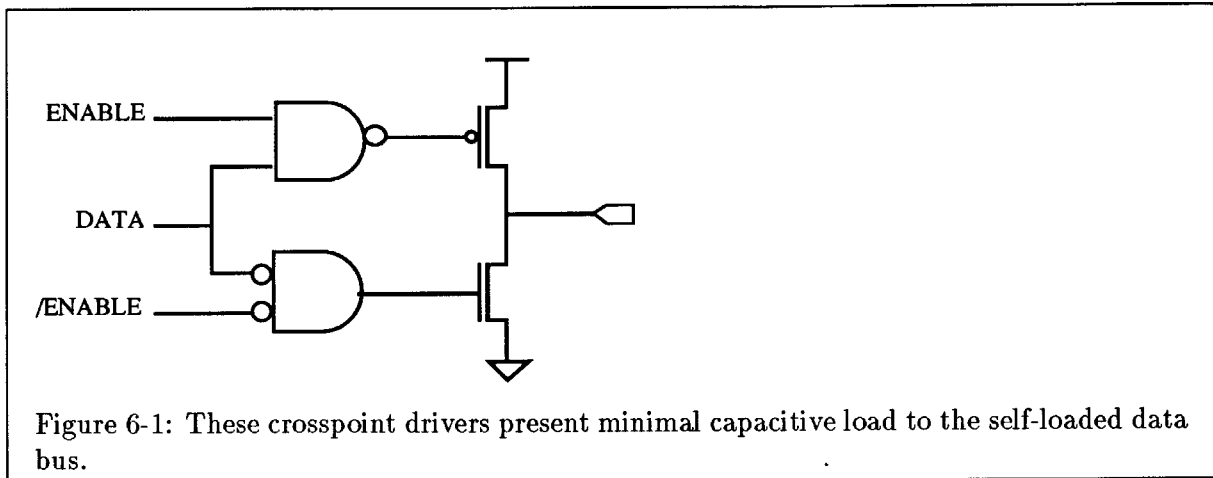 ENABLE
DATA
/ENABLE
Figure 6-1: These crosspoint drivers present minimal capacitive load to the self-loaded data
bus.